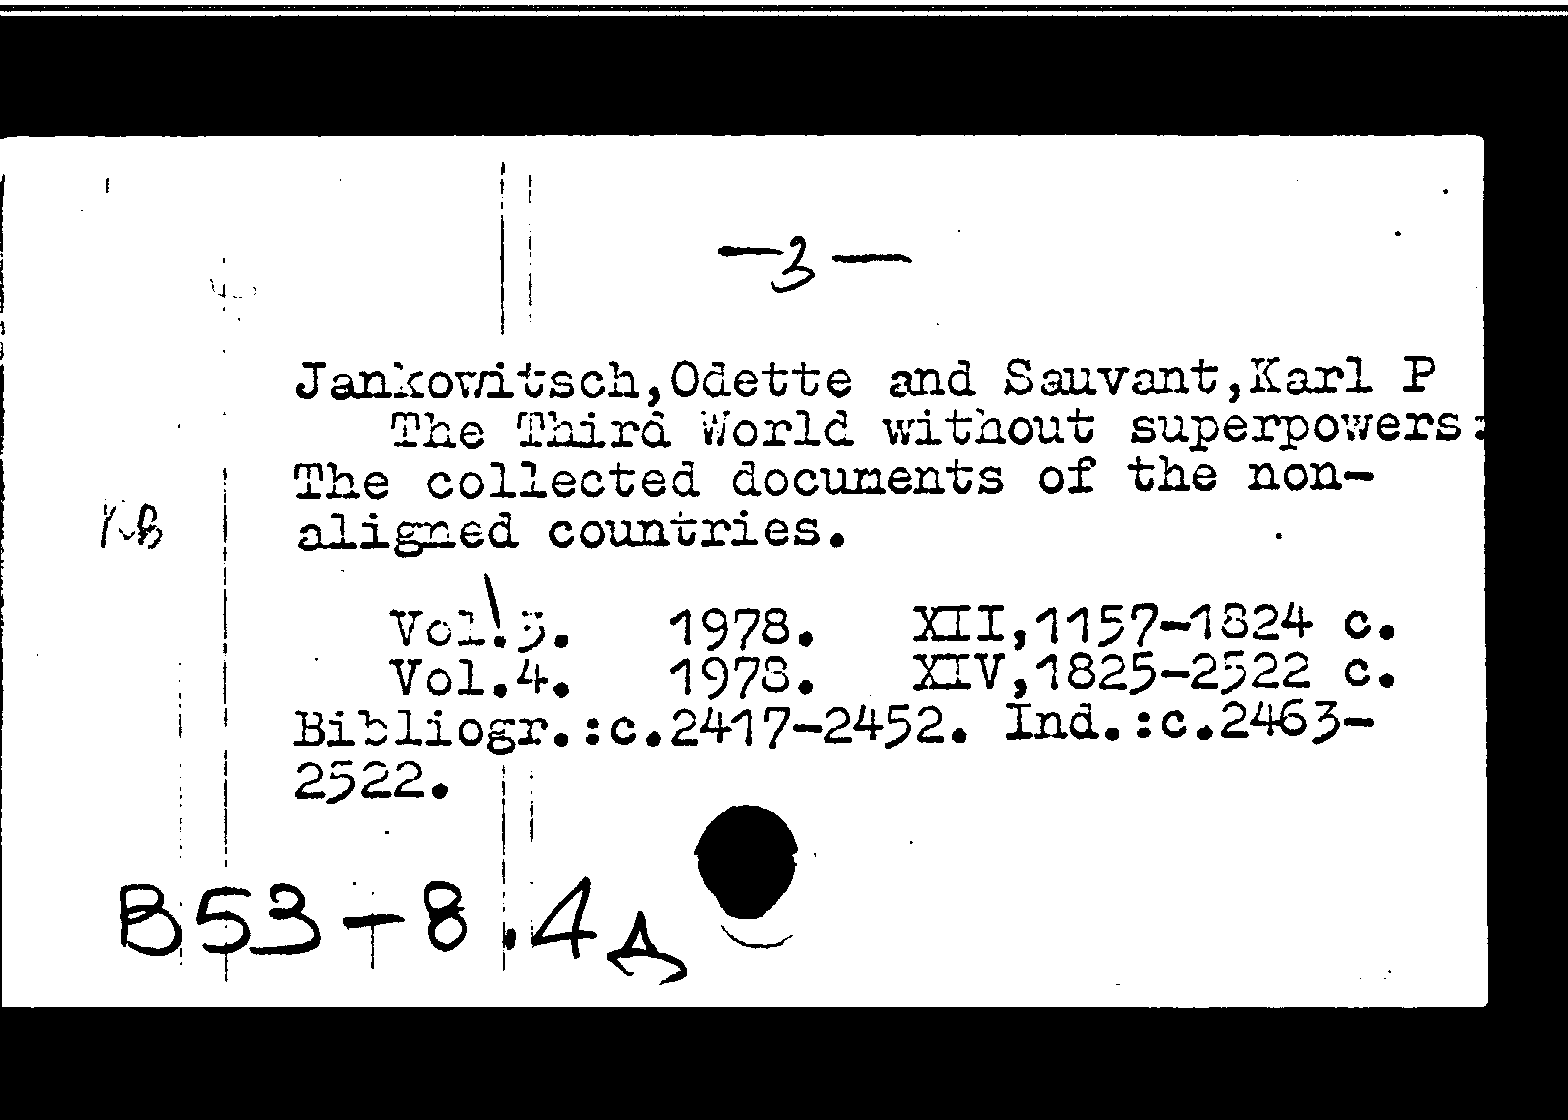 —3—
Jankowitsch,Odette and Sauvant,Karl P
The Third World without superpowers:
The collected documents of the non-
aligned countries.
Vol.3. 1978. XII,1157-1824 c.
Vol.4. 1978. XIV,1825-2522 c.
Bibliogr.:c.2417-2452. Ind.:c.2463-
2522.
B53-8.4д